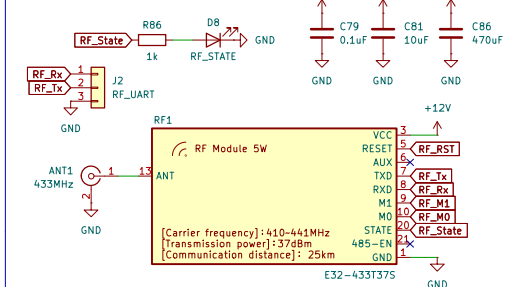 R86
RF_State
1k
D8
RF_STATE
GND
C79
0.1uF
GND
C81
10uF
GND
C86
470uF
GND
RF_Rx
RF_Tx
1
2
3
J2
RF_UART
GND
+12V
RF1
RF Module 5W
VCC 3
RESET 5 RF_RST
AUX 6
TXD 7 RF_Tx
RXD 8 RF_Rx
M1 9 RF_M1
M0 10 RF_M0
STATE 20 RF_State
485-EN 21
GND 1
ANT1
433MHz
1
2
GND
13 ANT
[Carrier frequency]:410-441MHz
[Transmission power]:37dBm
[Communication distance]: 25km
E32-433T37S
GND